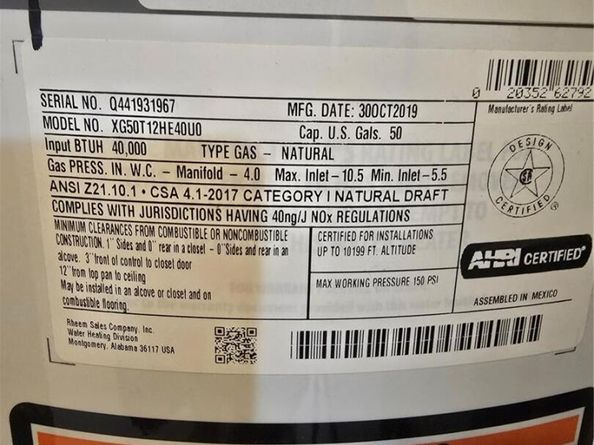 SERIAL NO. Q441931967 MFG. DATE: 30OCT2019
MODEL NO. XG50T12HE40U0 Cap. U.S. Gals. 50
Input BTUH 40,000 TYPE GAS - NATURAL
Gas PRESS. IN. W.C. - Manifold - 4.0 Max. Inlet - 10.5 Min. Inlet - 5.5
ANSI Z21.10.1 • CSA 4.1-2017 CATEGORY I NATURAL DRAFT
COMPLIES WITH JURISDICTIONS HAVING 40ng/J NOx REGULATIONS
MINIMUM CLEARANCES FROM COMBUSTIBLE OR NONCOMBUSTIBLE
CONSTRUCTION. 1" Sides and 0" rear in a closet - 0"Sides and rear in an
alcove. 3"front of control to closet door
12"from top pan to ceiling
May be installed in an alcove or closet and on
combustible flooring.
CERTIFIED FOR INSTALLATIONS
UP TO 10199 FT. ALTITUDE
MAX WORKING PRESSURE 150 PSI
Rheem Sales Company, Inc.
Water Heating Division
Montgomery, Alabama 36117 USA
0 20352 62792
Manufacturer's Rating Label
DESIGN
CERTIFIED
AHRI CERTIFIED®
ASSEMBLED IN MEXICO